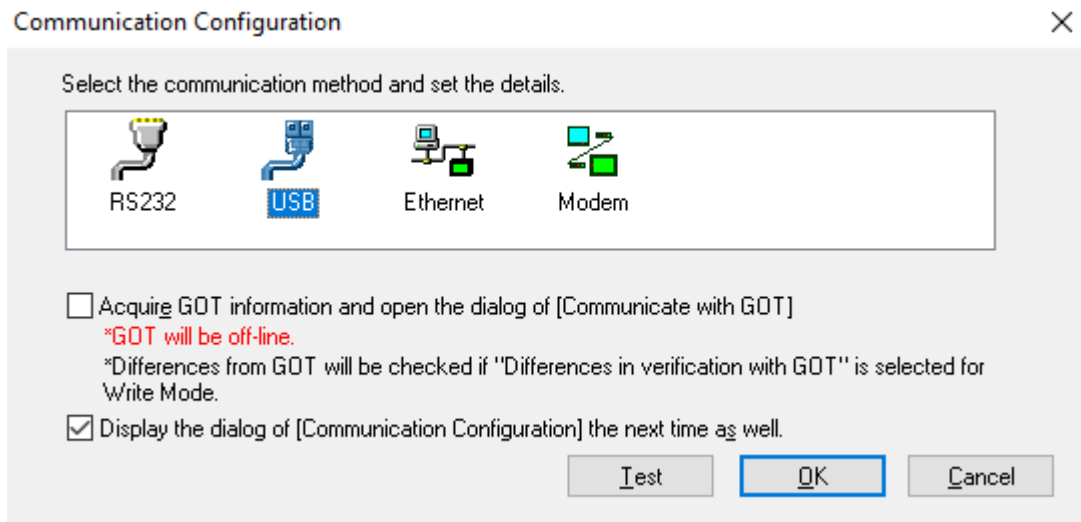 Communication Configuration
Select the communication method and set the details.
RS232 USB Ethernet Modem
Acquire GOT information and open the dialog of [Communicate with GOT]
*GOT will be off-line.
*Differences from GOT will be checked if "Differences in verification with GOT" is selected for
Write Mode.
Display the dialog of [Communication Configuration] the next time as well.
Test OK Cancel